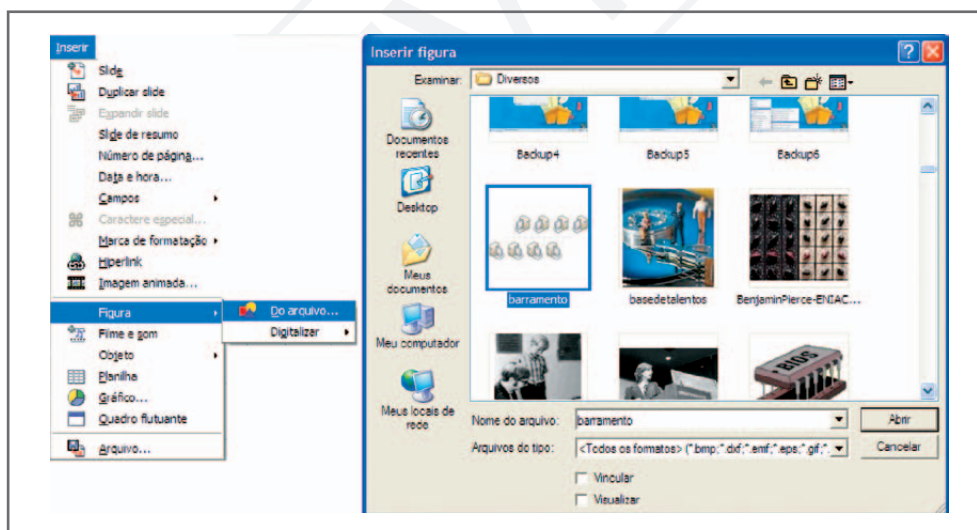 Inserir
Slide
Duplicar slide
Expandir slide
Slide de resumo
Número de página...
Data e hora...
Campos
Caractere especial...
Marca de formatação
Hiperlink
Imagem animada...
Figura
Filme e som
Objeto
Planilha
Gráfico...
Quadro flutuante
Arquivo...
Do arquivo...
Digitalizar
Inserir figura
Examinar:
Diversos
Documentos
recentes
Desktop
Meus
documentos
Meu computador
Meus locais de
rede
Backup4
Backup5
Backup6
barramento
basedetalentos
BenjaminPierce-ENIAC...
BIOS
Nome do arquivo:
barramento
Abrir
Arquivos do tipo:
<Todos os formatos> (*.bmp;*.dxf;*.emf;*.eps;*.gif;*.
Cancelar
Vincular
Visualizar